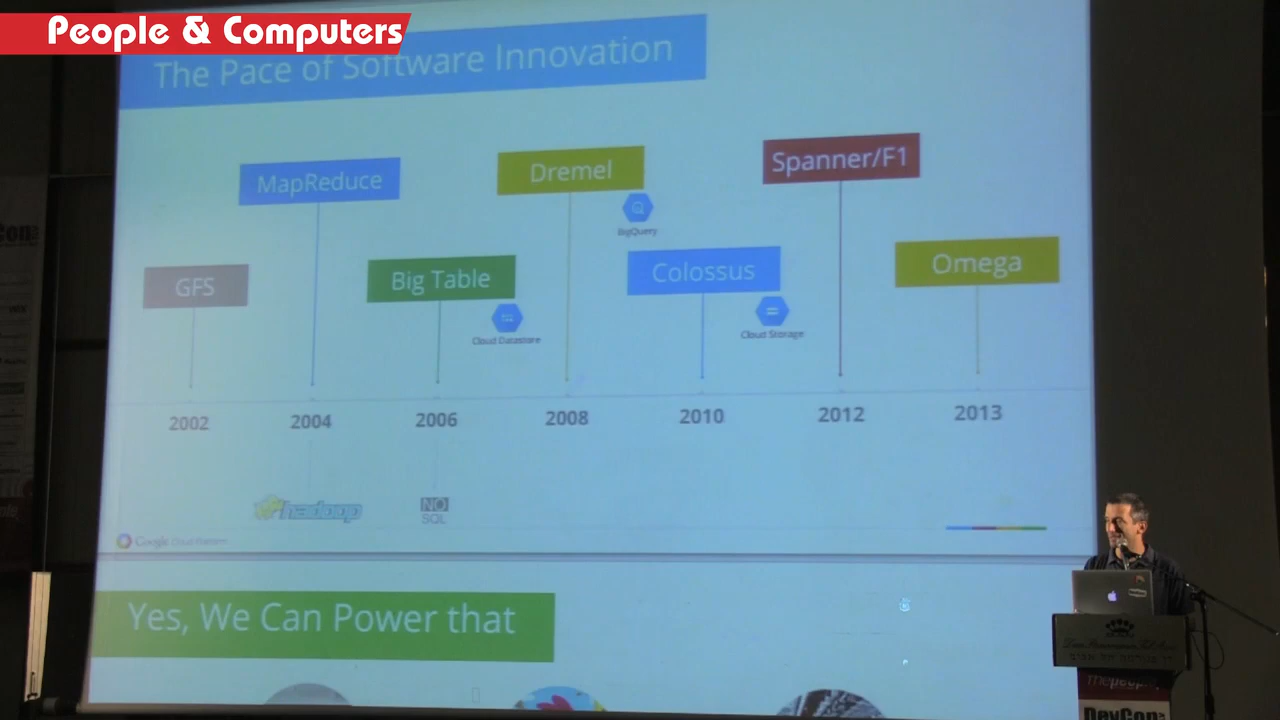 People & Computers
The Pace of Software Innovation
Spanner/F1
Dremel
MapReduce
BigQuery
Omega
Big Table
Colossus
GFS
Cloud Datastore
Cloud Storage
2002 2004 2006 2008 2010 2012 2013
hadoop
NO
SQL
Google Cloud Platform
Yes, We Can Power that
DevCon